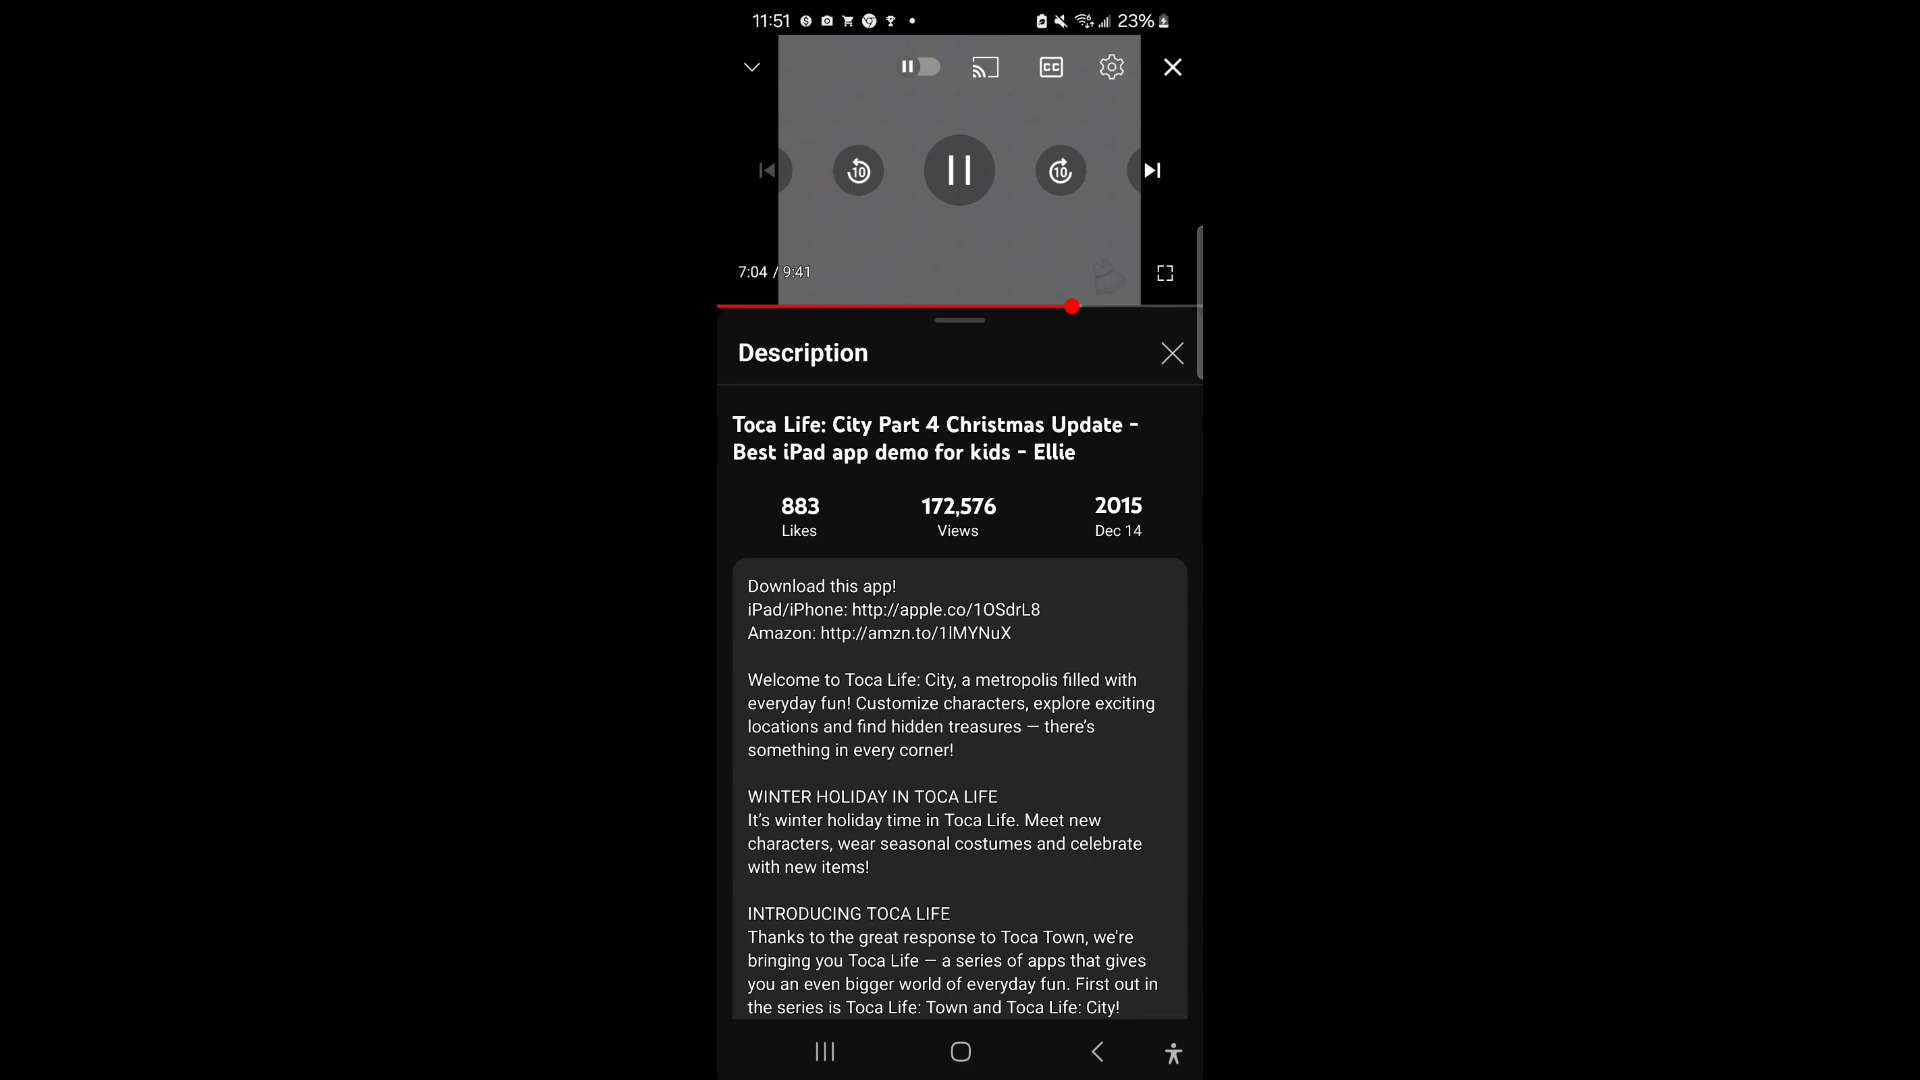 11:51
23%
CC
10
10
7:04 / 9:41
Description
Toca Life: City Part 4 Christmas Update -
Best iPad app demo for kids - Ellie
883
172,576
2015
Likes
Views
Dec 14
Download this app!
iPad/iPhone: http://apple.co/1OSdrL8
Amazon: http://amzn.to/1lMYNuX
Welcome to Toca Life: City, a metropolis filled with
everyday fun! Customize characters, explore exciting
locations and find hidden treasures — there's
something in every corner!
WINTER HOLIDAY IN TOCA LIFE
It's winter holiday time in Toca Life. Meet new
characters, wear seasonal costumes and celebrate
with new items!
INTRODUCING TOCA LIFE
Thanks to the great response to Toca Town, we're
bringing you Toca Life — a series of apps that gives
you an even bigger world of everyday fun. First out in
the series is Toca Life: Town and Toca Life: City!